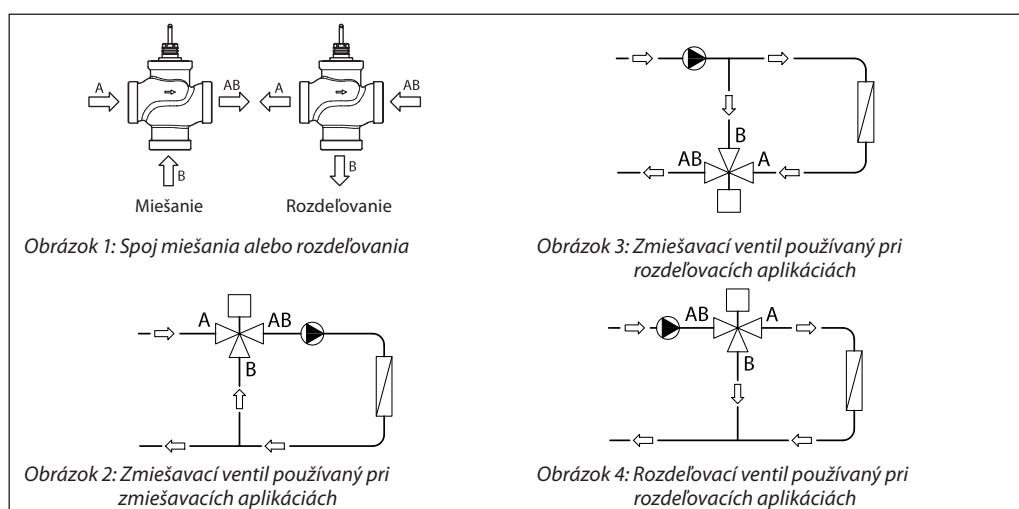 A
AB
B
A
AB
B
Miešanie
Rozdeľovanie
Obrázok 1: Spoj miešania alebo rozdeľovania
B
AB
A
Obrázok 3: Zmiešavací ventil používaný pri
rozdeľovacích aplikáciách
A
AB
B
Obrázok 2: Zmiešavací ventil používaný pri
zmiešavacích aplikáciách
AB
A
B
Obrázok 4: Rozdeľovací ventil používaný pri
rozdeľovacích aplikáciách